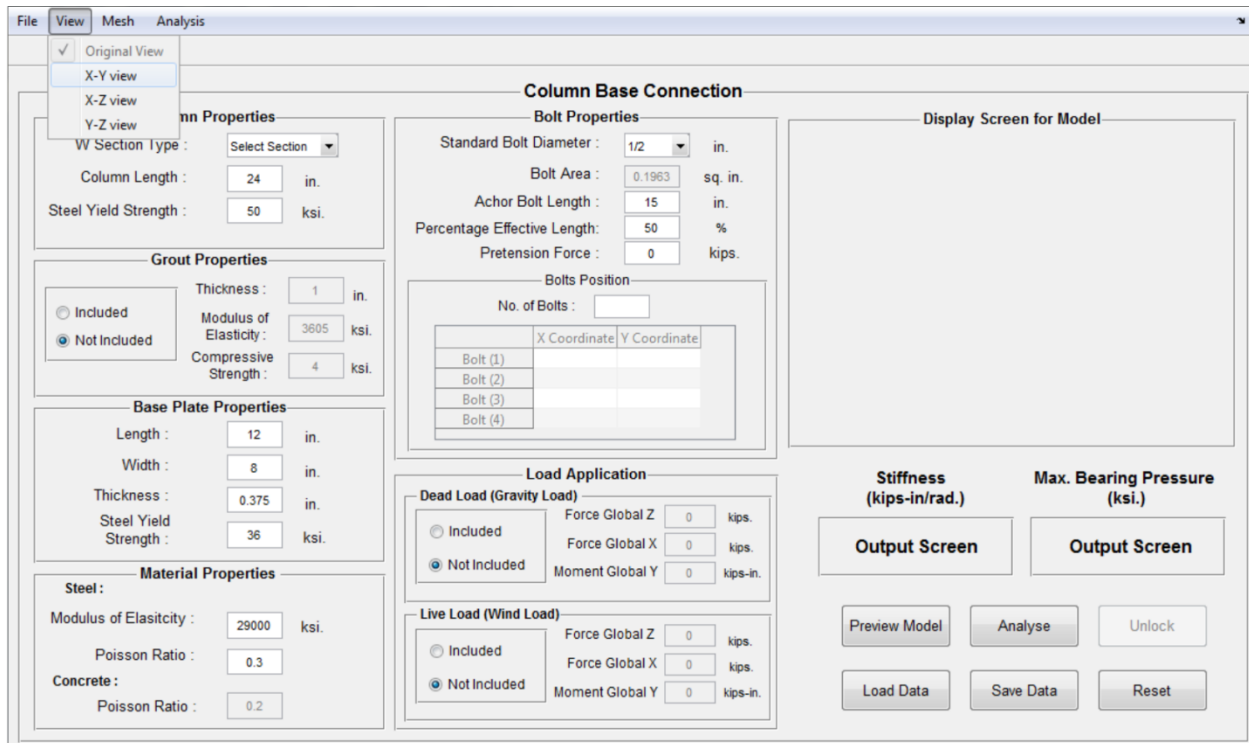 File View Mesh Analysis
✓ Original View
X-Y view
X-Z view
Y-Z view
Column Base Connection
mn Properties
W Section Type : Select Section
Column Length : 24 in.
Steel Yield Strength : 50 ksi.
Grout Properties
Included
Not Included
Thickness : 1 in.
Modulus of
Elasticity : 3605 ksi.
Compressive
Strength : 4 ksi.
Base Plate Properties
Length : 12 in.
Width : 8 in.
Thickness : 0.375 in.
Steel Yield
Strength : 36 ksi.
Material Properties
Steel :
Modulus of Elasitcity : 29000 ksi.
Poisson Ratio : 0.3
Concrete :
Poisson Ratio : 0.2
Bolt Properties
Standard Bolt Diameter : 1/2 in.
Bolt Area : 0.1963 sq. in.
Achor Bolt Length : 15 in.
Percentage Effective Length: 50 %
Pretension Force : 0 kips.
Bolts Position
No. of Bolts :
X Coordinate Y Coordinate
Bolt (1)
Bolt (2)
Bolt (3)
Bolt (4)
Load Application
Dead Load (Gravity Load)
Included
Not Included
Force Global Z 0 kips.
Force Global X 0 kips.
Moment Global Y 0 kips-in.
Live Load (Wind Load)
Included
Not Included
Force Global Z 0 kips.
Force Global X 0 kips.
Moment Global Y 0 kips-in.
Display Screen for Model
Stiffness
(kips-in/rad.)
Output Screen
Max. Bearing Pressure
(ksi.)
Output Screen
Preview Model Analyse Unlock
Load Data Save Data Reset